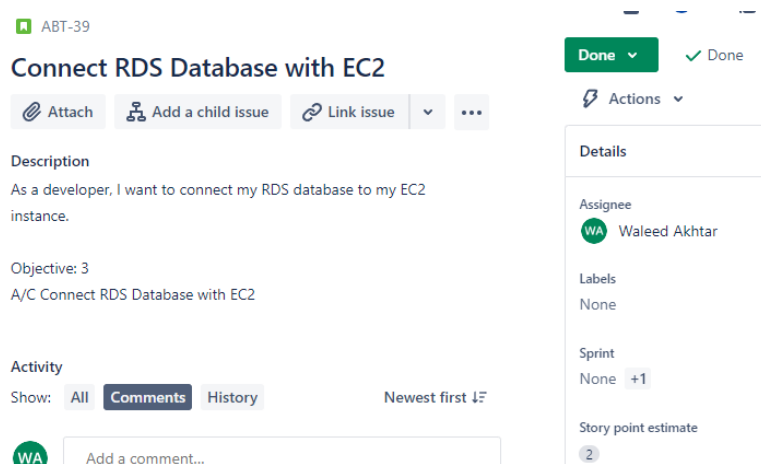 ABT-39
Connect RDS Database with EC2
Attach
Add a child issue
Link issue
Description
As a developer, I want to connect my RDS database to my EC2
instance.
Objective: 3
A/C Connect RDS Database with EC2
Activity
Show:
All
Comments
History
Newest first
WA
Add a comment...
Done
Done
Actions
Details
Assignee
WA
Waleed Akhtar
Labels
None
Sprint
None +1
Story point estimate
2